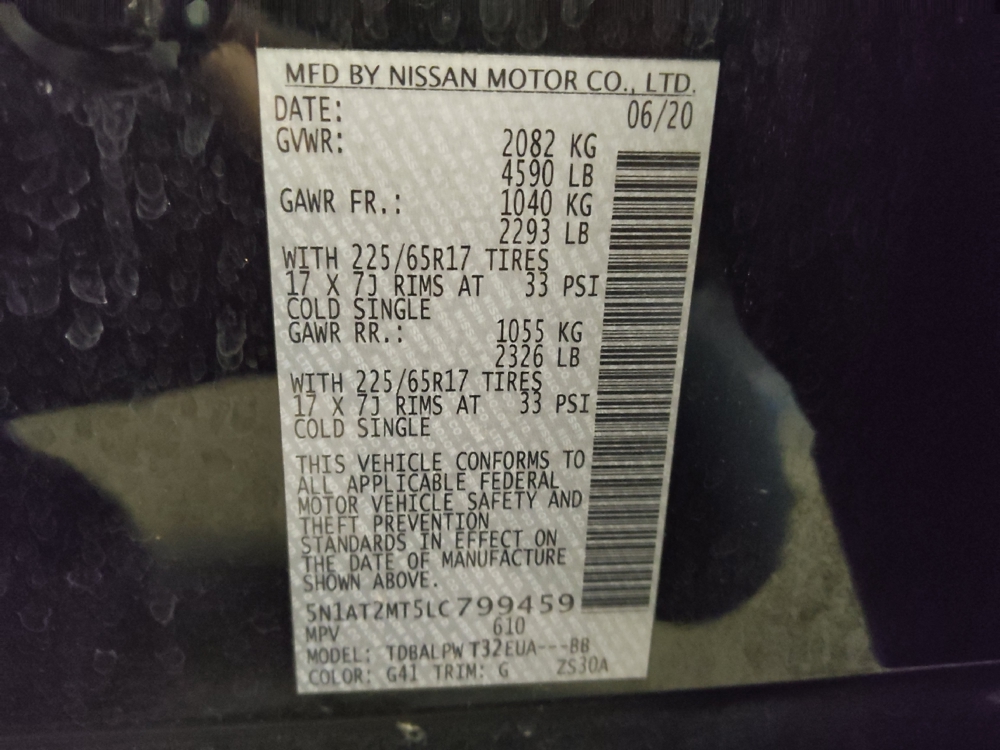 MFD BY NISSAN MOTOR CO., LTD.
DATE: 06/20
GVWR: 2082 KG
4590 LB
GAWR FR.: 1040 KG
2293 LB
WITH 225/65R17 TIRES
17 X 7J RIMS AT 33 PSI
COLD SINGLE
GAWR RR.: 1055 KG
2326 LB
WITH 225/65R17 TIRES
17 X 7J RIMS AT 33 PSI
COLD SINGLE
THIS VEHICLE CONFORMS TO
ALL APPLICABLE FEDERAL
MOTOR VEHICLE SAFETY AND
THEFT PREVENTION
STANDARDS IN EFFECT ON
THE DATE OF MANUFACTURE
SHOWN ABOVE.
5N1AT2MT5LC799459
MPV 610
MODEL: TDBALPW T32EUA---BB
COLOR: G41 TRIM: G ZS30A